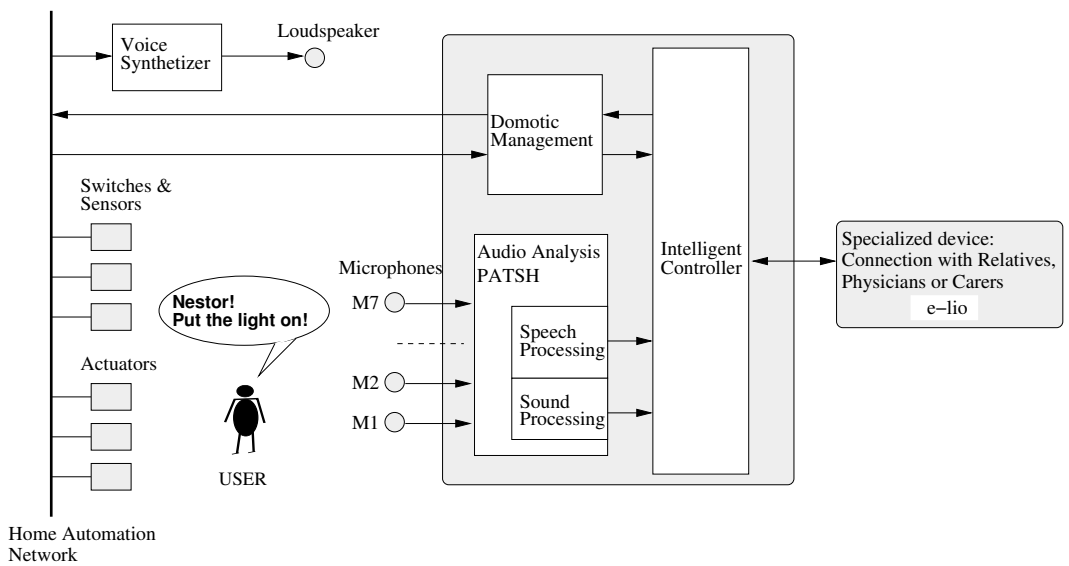 Voice
Synthetizer
Loudspeaker
Domotic
Management
Switches &
Sensors
Microphones
Nestor!
Put the light on!
M7
Audio Analysis
PATSH
Speech
Processing
Intelligent
Controller
Specialized device:
Connection with Relatives,
Physicians or Carers
e−lio
Actuators
M2
M1
Sound
Processing
USER
Home Automation
Network